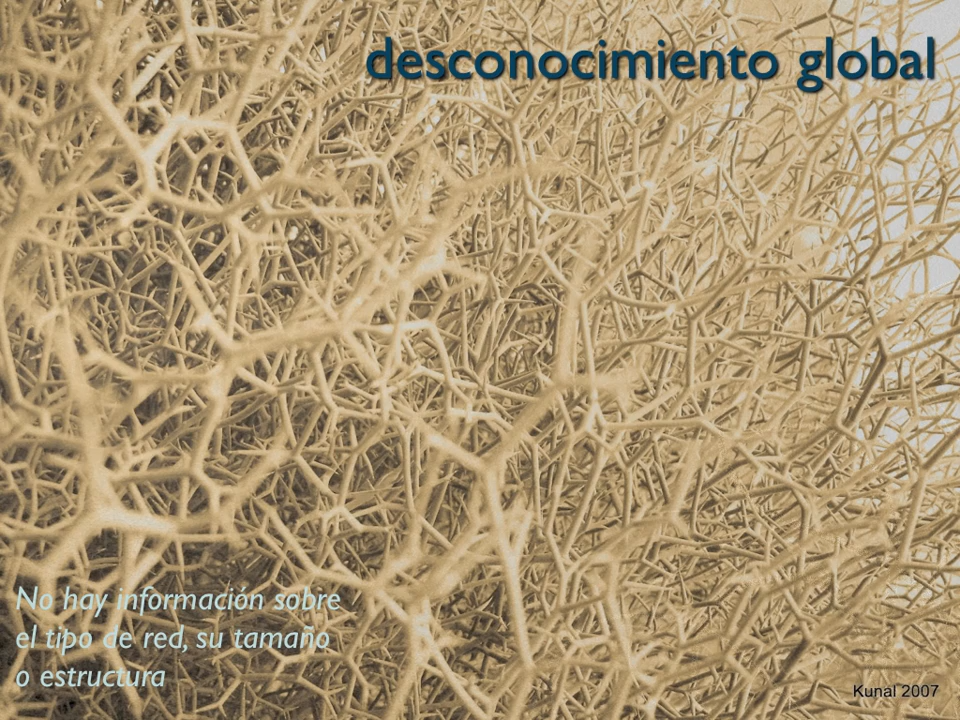 desconocimiento global
No hay información sobre
el tipo de red, su tamaño
o estructura
Kunal 2007